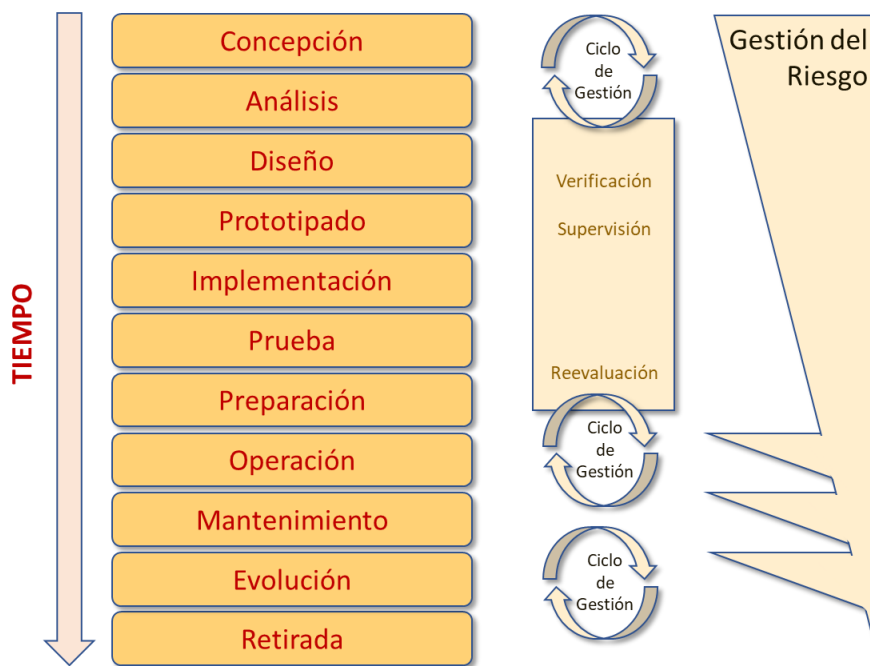 TIEMPO
Concepción
Análisis
Diseño
Prototipado
Implementación
Prueba
Preparación
Operación
Mantenimiento
Evolución
Retirada
Ciclo
de
Gestión
Verificación
Supervisión
Reevaluación
Ciclo
de
Gestión
Ciclo
de
Gestión
Gestión del
Riesgo